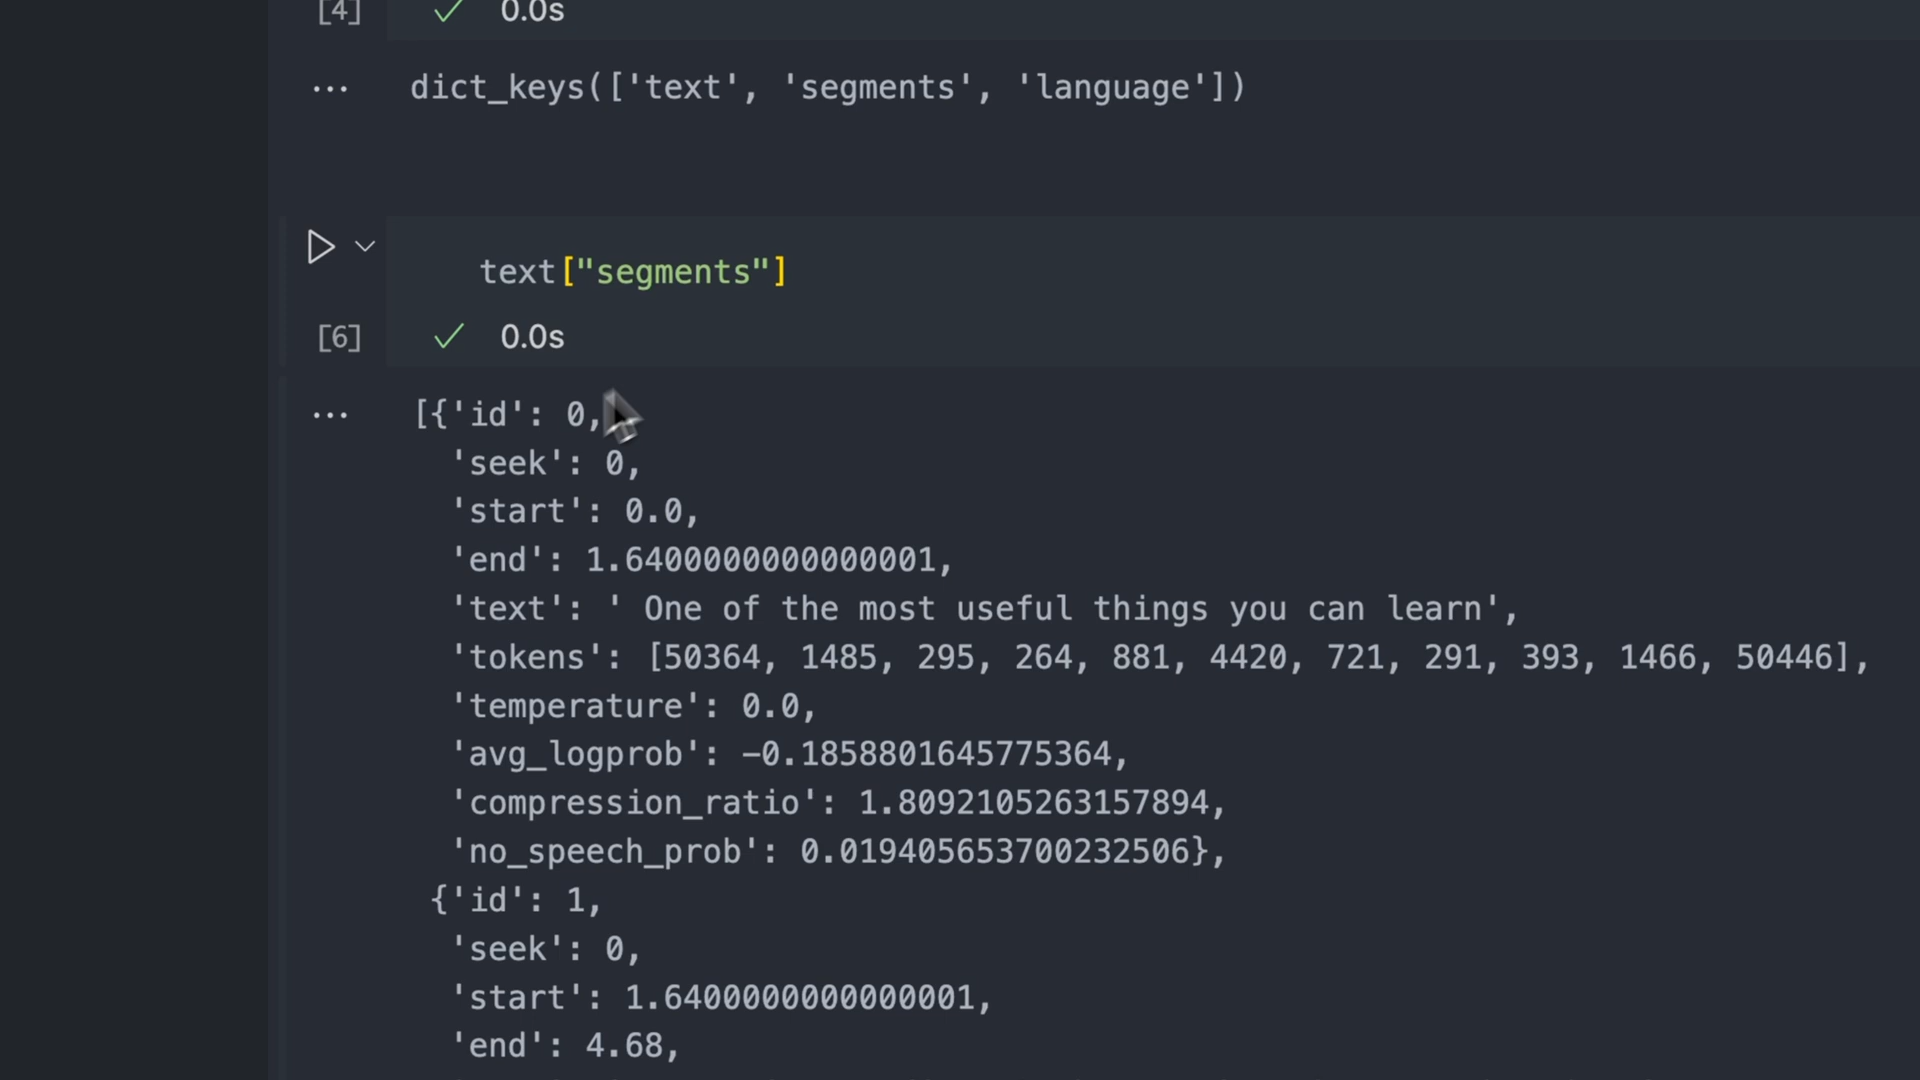 [4] ✓ 0.0s
... dict_keys(['text', 'segments', 'language'])
text["segments"]
[6] ✓ 0.0s
... [{'id': 0,
'seek': 0,
'start': 0.0,
'end': 1.6400000000000001,
'text': ' One of the most useful things you can learn',
'tokens': [50364, 1485, 295, 264, 881, 4420, 721, 291, 393, 1466, 50446],
'temperature': 0.0,
'avg_logprob': -0.1858801645775364,
'compression_ratio': 1.8092105263157894,
'no_speech_prob': 0.019405653700232506},
{'id': 1,
'seek': 0,
'start': 1.6400000000000001,
'end': 4.68,